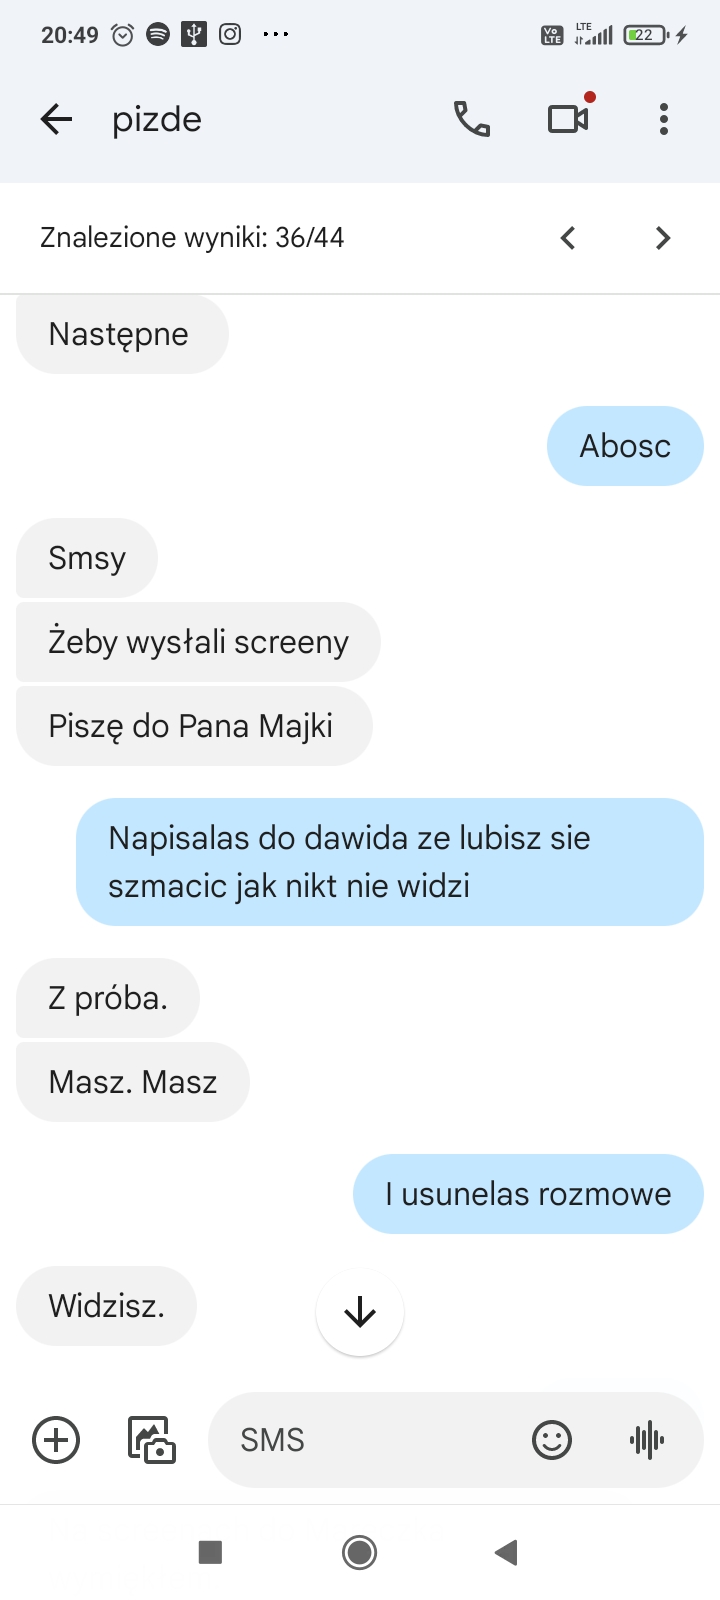 20:49
Vo LTE
LTE
22
pizde
Znalezione wyniki: 36/44
Następne
Abosc
Smsy
Żeby wysłali screeny
Piszę do Pana Majki
Napisalas do dawida ze lubisz sie
szmacic jak nikt nie widzi
Z próba.
Masz. Masz
I usunelas rozmowe
Widzisz.
SMS